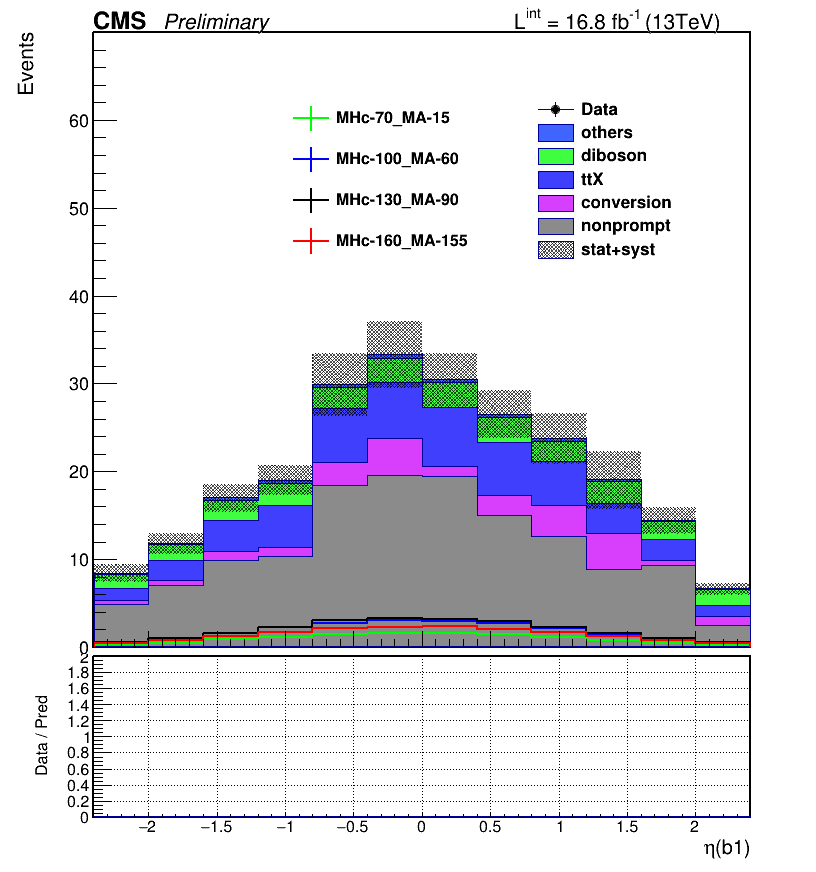 CMS Preliminary L^int = 16.8 fb^-1 (13TeV)
Events
MHc-70_MA-15
MHc-100_MA-60
MHc-130_MA-90
MHc-160_MA-155
Data
others
diboson
ttX
conversion
nonprompt
stat+syst
60
50
40
30
20
10
0
Data / Pred
2
1.8
1.6
1.4
1.2
1
0.8
0.6
0.4
0.2
0
−2 −1.5 −1 −0.5 0 0.5 1 1.5 2
η(b1)